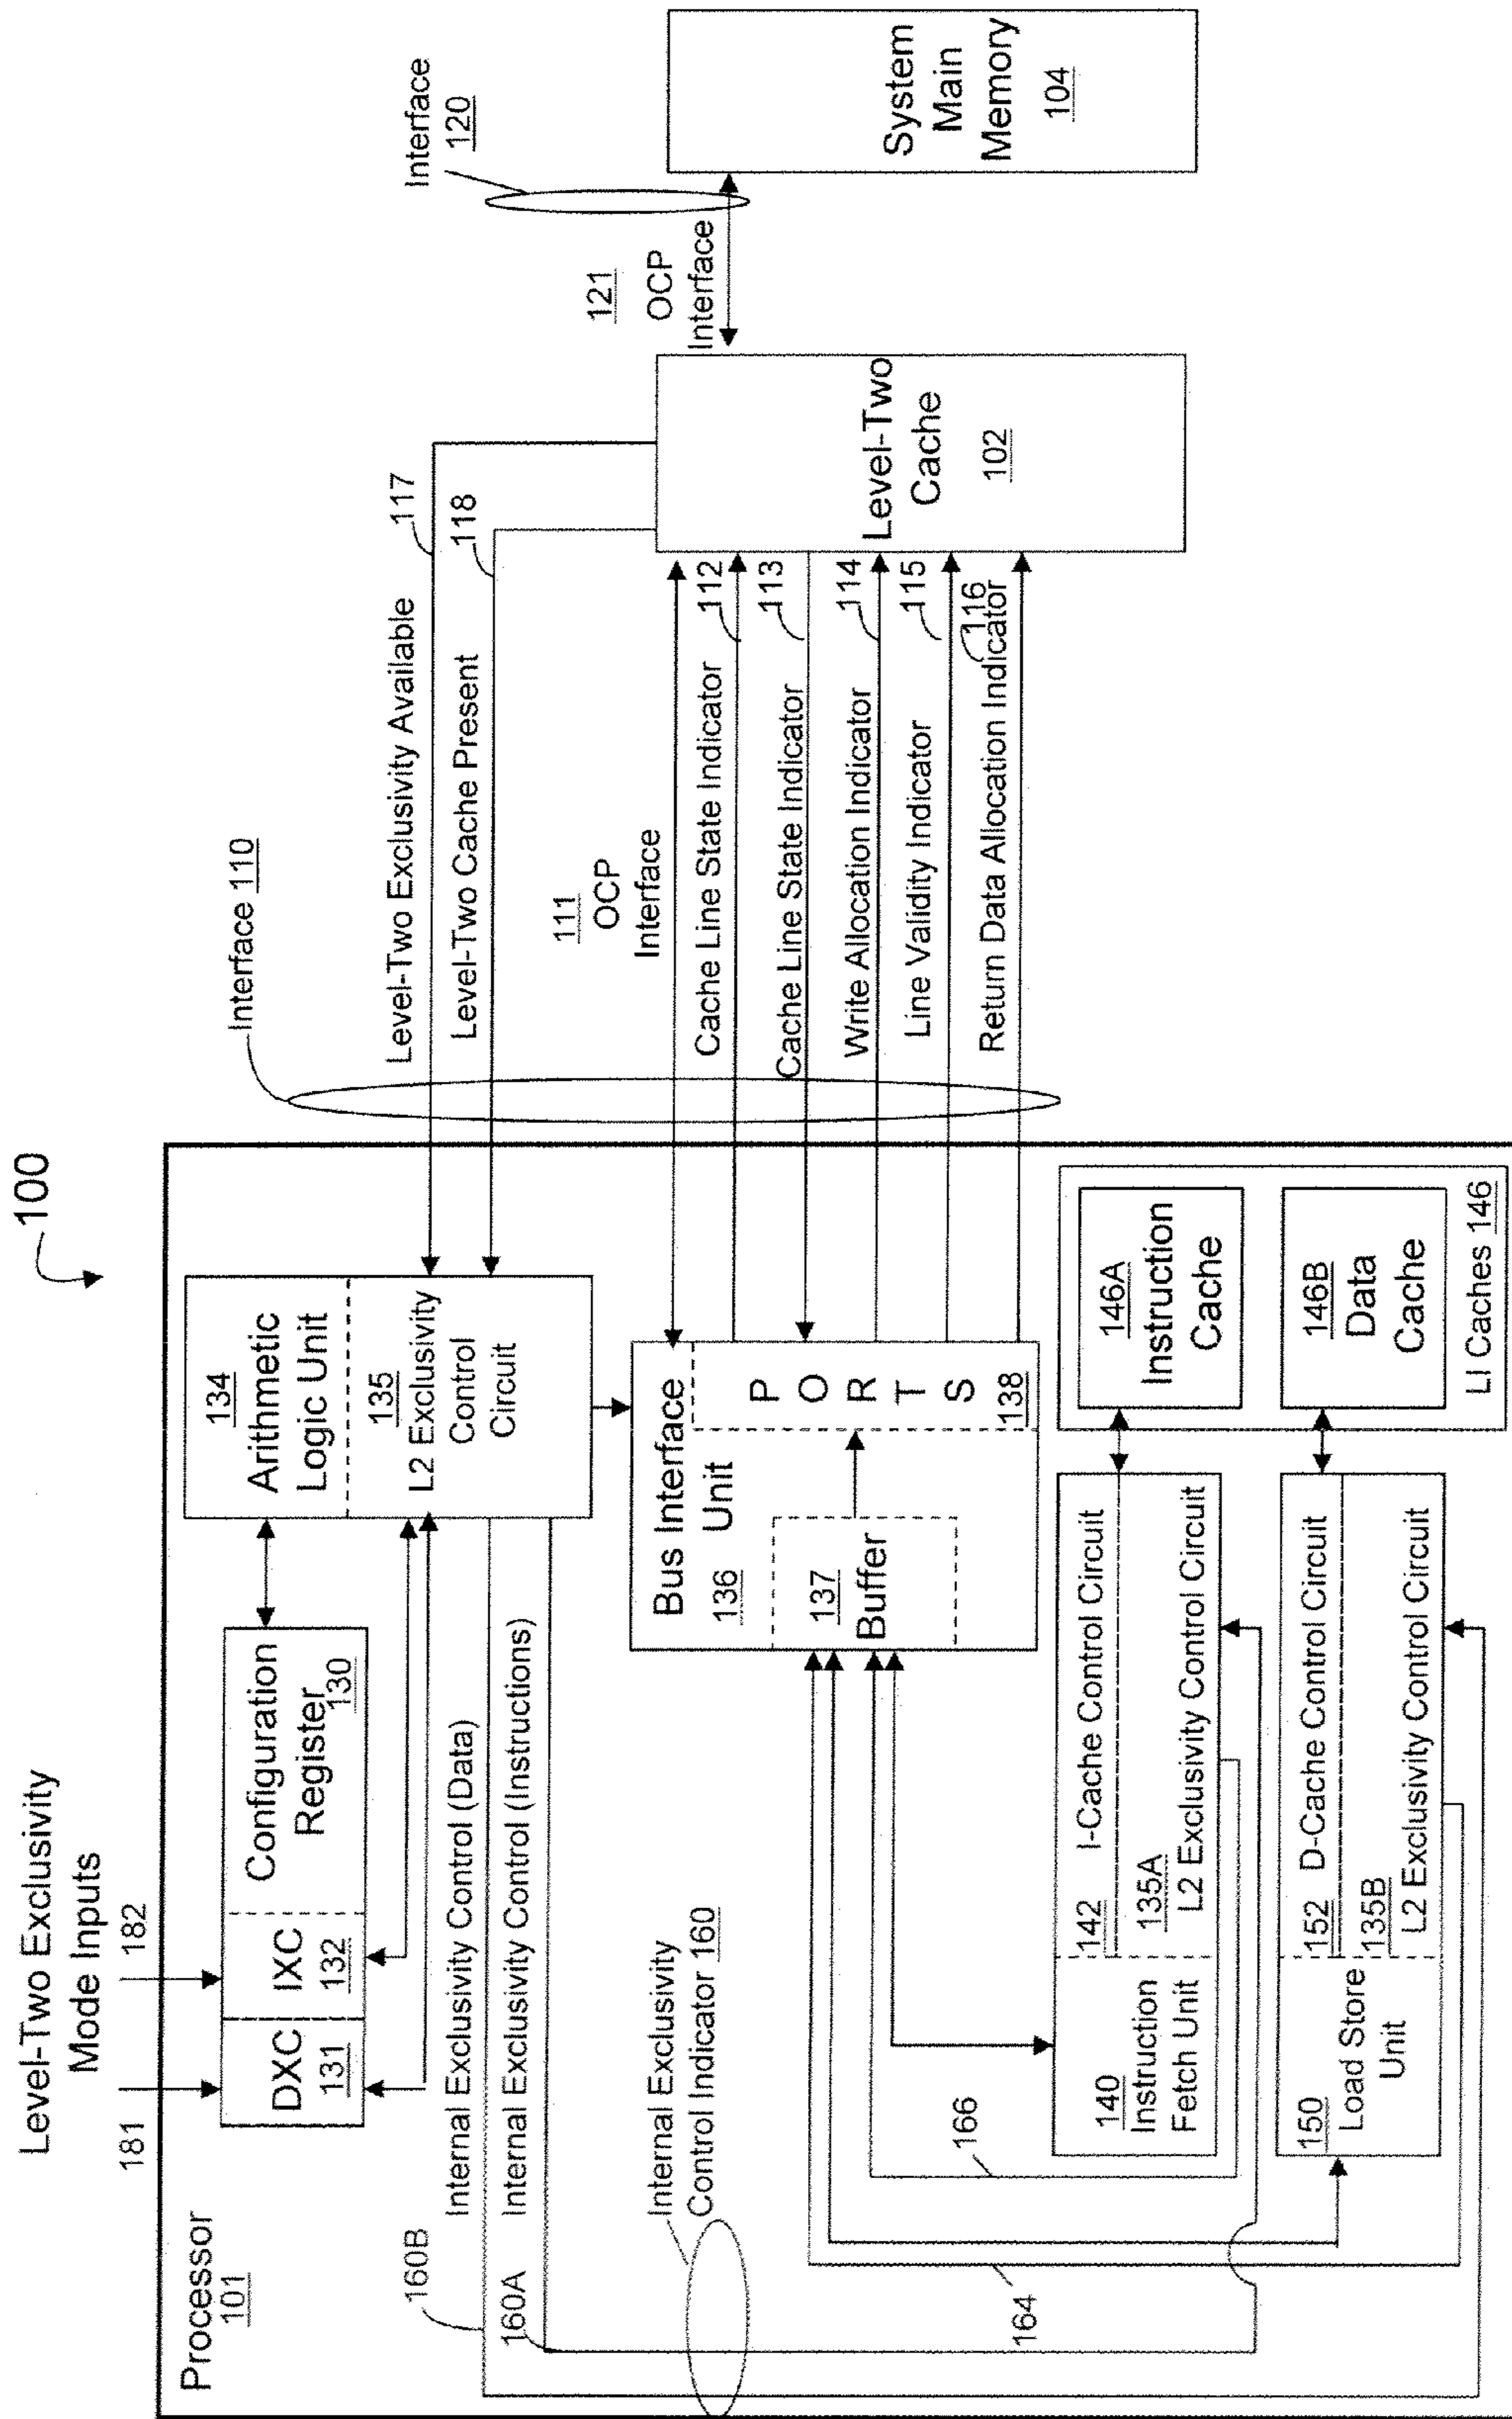 100
Level-Two Exclusivity
Mode Inputs
181
182
Processor
101
DXC
131
IXC
132
Configuration
Register
130
134
Arithmetic
Logic Unit
135
L2 Exclusivity
Control
Circuit
160B
Internal Exclusivity Control (Data)
160A
Internal Exclusivity Control (Instructions)
Internal Exclusivity
Control Indicator 160
Bus Interface
Unit
136
137
Buffer
P O R T S
138
164
166
140
Instruction
Fetch Unit
142
I-Cache Control Circuit
135A
L2 Exclusivity Control Circuit
150
Load Store
Unit
152
D-Cache Control Circuit
135B
L2 Exclusivity Control Circuit
146A
Instruction
Cache
146B
Data
Cache
LI Caches 146
Interface 110
Level-Two Exclusivity Available
117
Level-Two Cache Present
118
111
OCP
Interface
Cache Line State Indicator
112
Cache Line State Indicator
113
Write Allocation Indicator
114
Line Validity Indicator
115
Return Data Allocation Indicator
116
Level-Two
Cache
102
121
OCP
Interface
Interface
120
System
Main
Memory
104